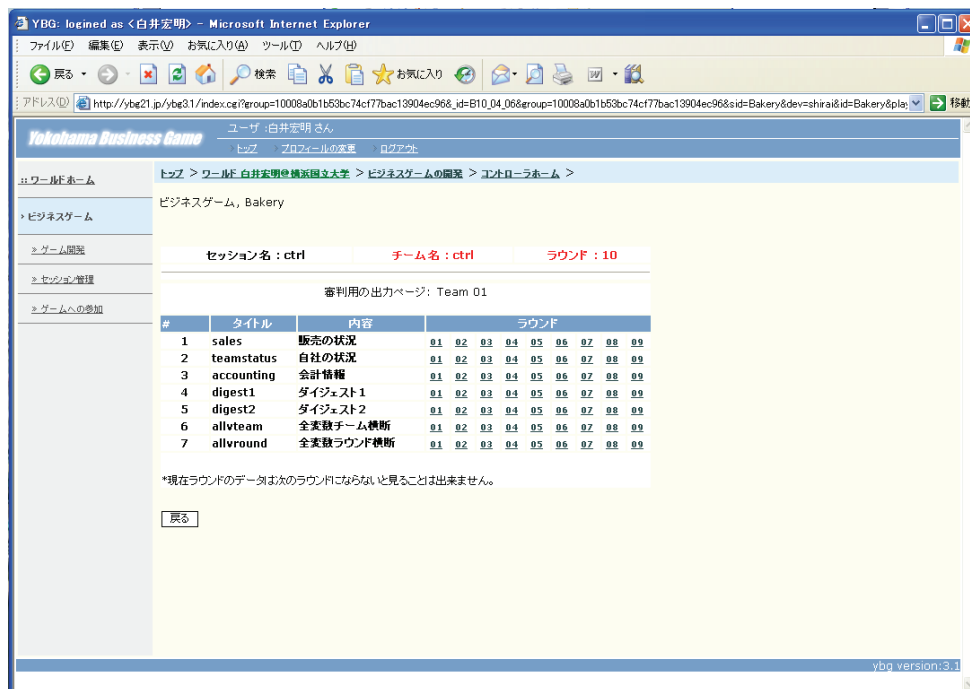 YBG: logined as <白井宏明> - Microsoft Internet Explorer
ファイル(F) 編集(E) 表示(V) お気に入り(A) ツール(T) ヘルプ(H)
戻る 検索 お気に入り
アドレス(D) http://ybg21.jp/ybg3.1/index.cgi?group=10008a0b1b53bc74cf77bac13904ec96&_id=B10_04_06&group=10008a0b1b53bc74cf77bac13904ec96&sid=Bakery&dev=shirai&id=Bakery&play 移動
Yokohama Business Game
ユーザ :白井宏明 さん
トップ プロフィールの変更 ログアウト
:: ワールドホーム
トップ > ワールド 白井宏明@横浜国立大学 > ビジネスゲームの開発 > コントローラホーム >
› ビジネスゲーム
» ゲーム開発
» セッション管理
» ゲームへの参加
ビジネスゲーム, Bakery
セッション名：ctrl チーム名：ctrl ラウンド：10
審判用の出力ページ: Team 01
# タイトル 内容 ラウンド
1 sales 販売の状況 01 02 03 04 05 06 07 08 09
2 teamstatus 自社の状況 01 02 03 04 05 06 07 08 09
3 accounting 会計情報 01 02 03 04 05 06 07 08 09
4 digest1 ダイジェスト1 01 02 03 04 05 06 07 08 09
5 digest2 ダイジェスト2 01 02 03 04 05 06 07 08 09
6 allvteam 全変数チーム横断 01 02 03 04 05 06 07 08 09
7 allvround 全変数ラウンド横断 01 02 03 04 05 06 07 08 09
*現在ラウンドのデータは次のラウンドにならないと見ることは出来ません。
戻る
ybg version:3.1